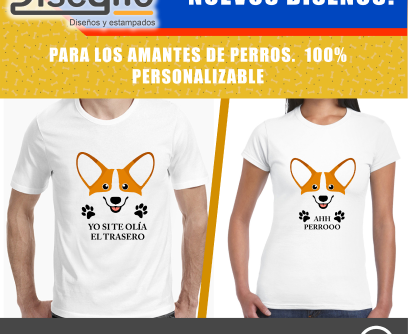 Diseños y estampados
NUEVOS DISEÑOS!
PARA LOS AMANTES DE PERROS. 100%
PERSONALIZABLE
YO SI TE OLÍA
EL TRASERO
AHH
PERROOO